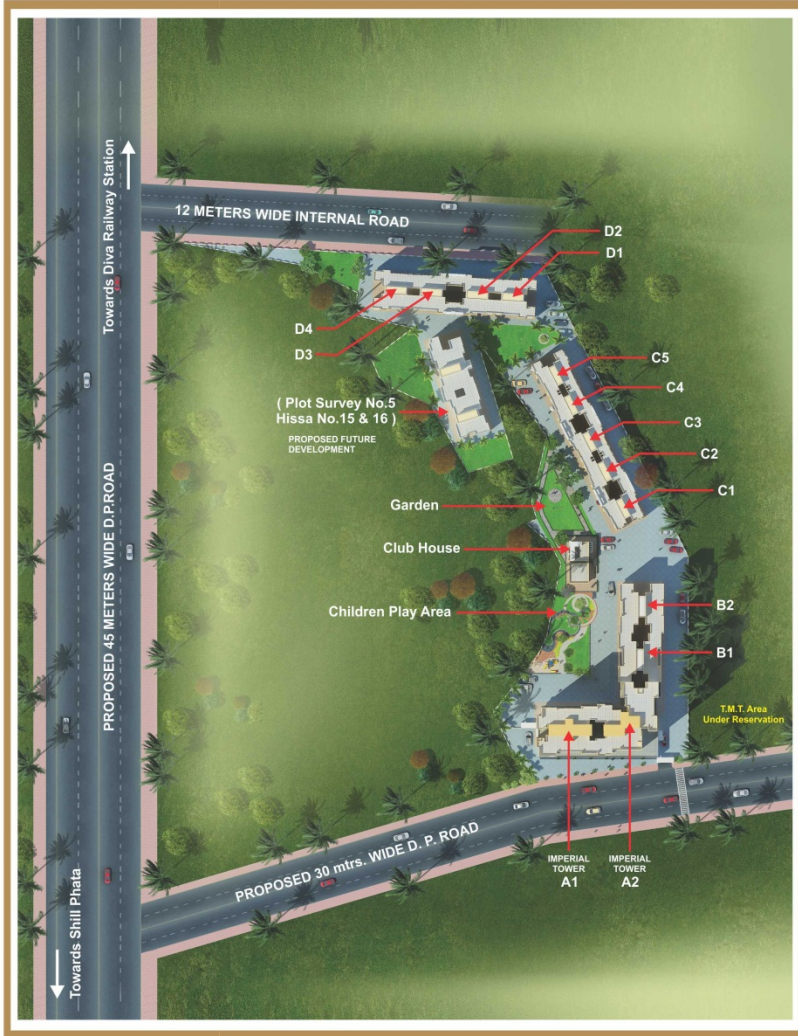 Towards Diva Railway Station
12 METERS WIDE INTERNAL ROAD
D2
D1
D4
D3
C5
C4
( Plot Survey No.5
Hissa No.15 & 16 )
PROPOSED FUTURE
DEVELOPMENT
C3
C2
C1
Garden
Club House
Children Play Area
B2
B1
PROPOSED 45 METERS WIDE D.P.ROAD
T.M.T. Area
Under Reservation
PROPOSED 30 mtrs. WIDE D. P. ROAD
IMPERIAL
TOWER
A1
IMPERIAL
TOWER
A2
Towards Shill Phata